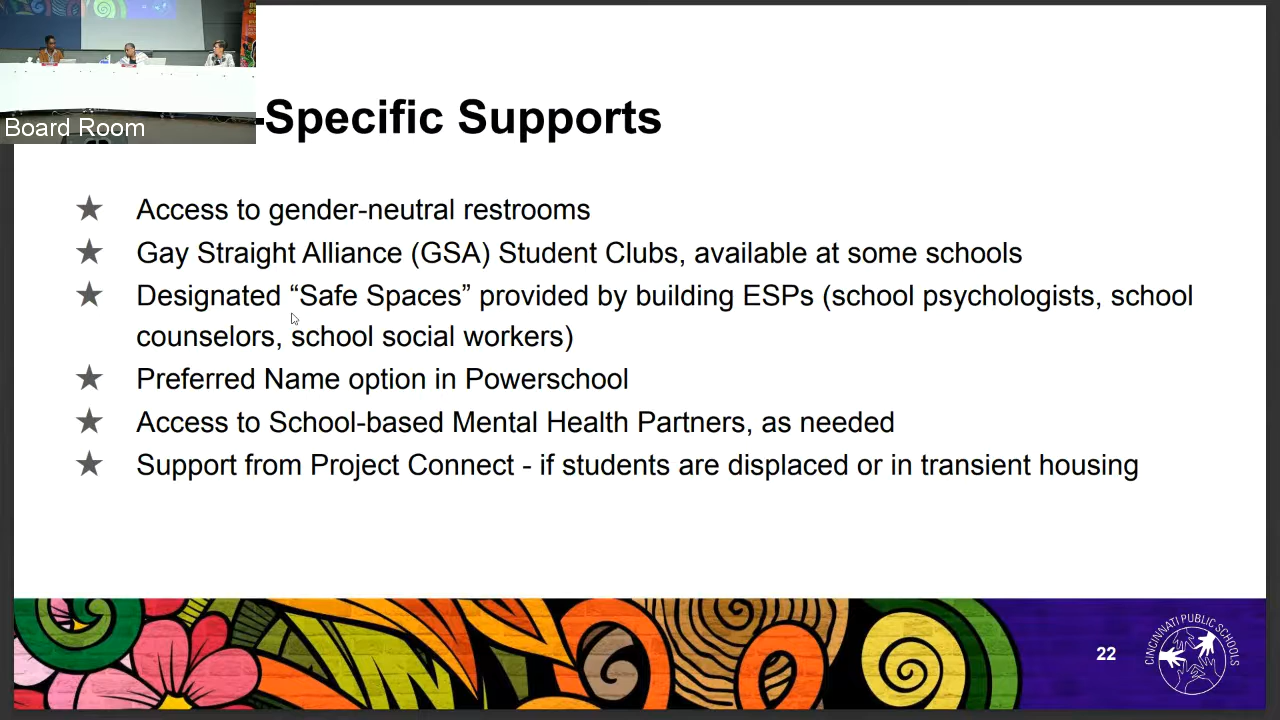 Board Room
-Specific Supports
★ Access to gender-neutral restrooms
★ Gay Straight Alliance (GSA) Student Clubs, available at some schools
★ Designated “Safe Spaces” provided by building ESPs (school psychologists, school
counselors, school social workers)
★ Preferred Name option in Powerschool
★ Access to School-based Mental Health Partners, as needed
★ Support from Project Connect - if students are displaced or in transient housing
22
CINCINNATI PUBLIC SCHOOLS